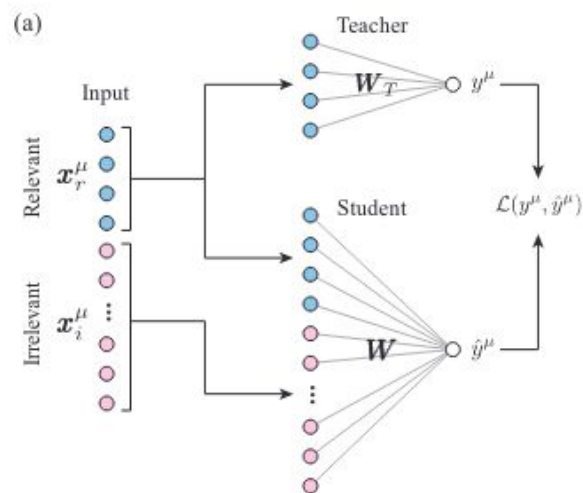 (a)
Teacher
Input
W_T
y^μ
Relevant
x_r^μ
Student
ℒ(y^μ, ŷ^μ)
Irrelevant
x_i^μ
W
ŷ^μ